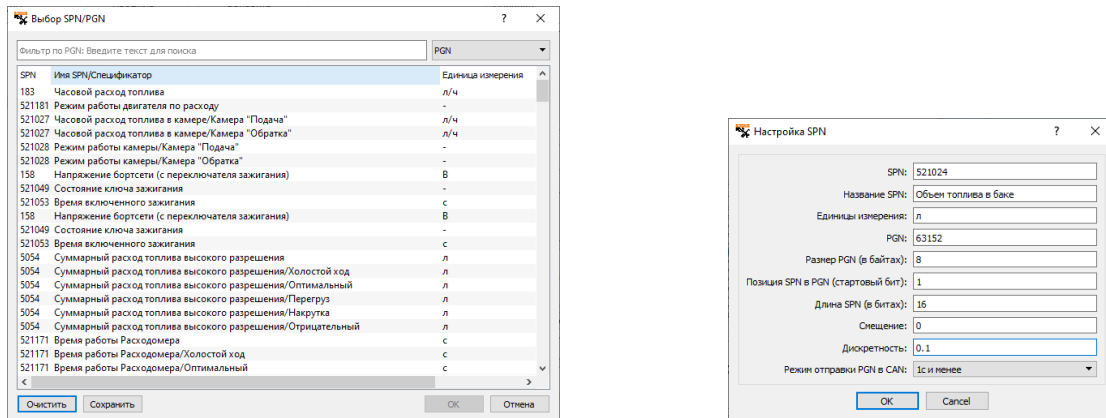 Выбор SPN/PGN ? ×
Фильтр по PGN: Введите текст для поиска PGN
SPN Имя SPN/Спецификатор Единица измерения
183 Часовой расход топлива л/ч
521181 Режим работы двигателя по расходу -
521027 Часовой расход топлива в камере/Камера "Подача" л/ч
521027 Часовой расход топлива в камере/Камера "Обратка" л/ч
521028 Режим работы камеры/Камера "Подача" -
521028 Режим работы камеры/Камера "Обратка" -
158 Напряжение бортсети (с переключателя зажигания) В
521049 Состояние ключа зажигания -
521053 Время включенного зажигания с
158 Напряжение бортсети (с переключателя зажигания) В
521049 Состояние ключа зажигания -
521053 Время включенного зажигания с
5054 Суммарный расход топлива высокого разрешения л
5054 Суммарный расход топлива высокого разрешения/Холостой ход л
5054 Суммарный расход топлива высокого разрешения/Оптимальный л
5054 Суммарный расход топлива высокого разрешения/Перегруз л
5054 Суммарный расход топлива высокого разрешения/Накрутка л
5054 Суммарный расход топлива высокого разрешения/Отрицательный л
521171 Время работы Расходомера с
521171 Время работы Расходомера/Холостой ход с
521171 Время работы Расходомера/Оптимальный с
Очистить Сохранить OK Отмена
Настройка SPN ? ×
SPN: 521024
Название SPN: Объем топлива в баке
Единицы измерения: л
PGN: 63152
Размер PGN (в байтах): 8
Позиция SPN в PGN (стартовый бит): 1
Длина SPN (в битах): 16
Смещение: 0
Дискретность: 0.1
Режим отправки PGN в CAN: 1с и менее
OK Cancel